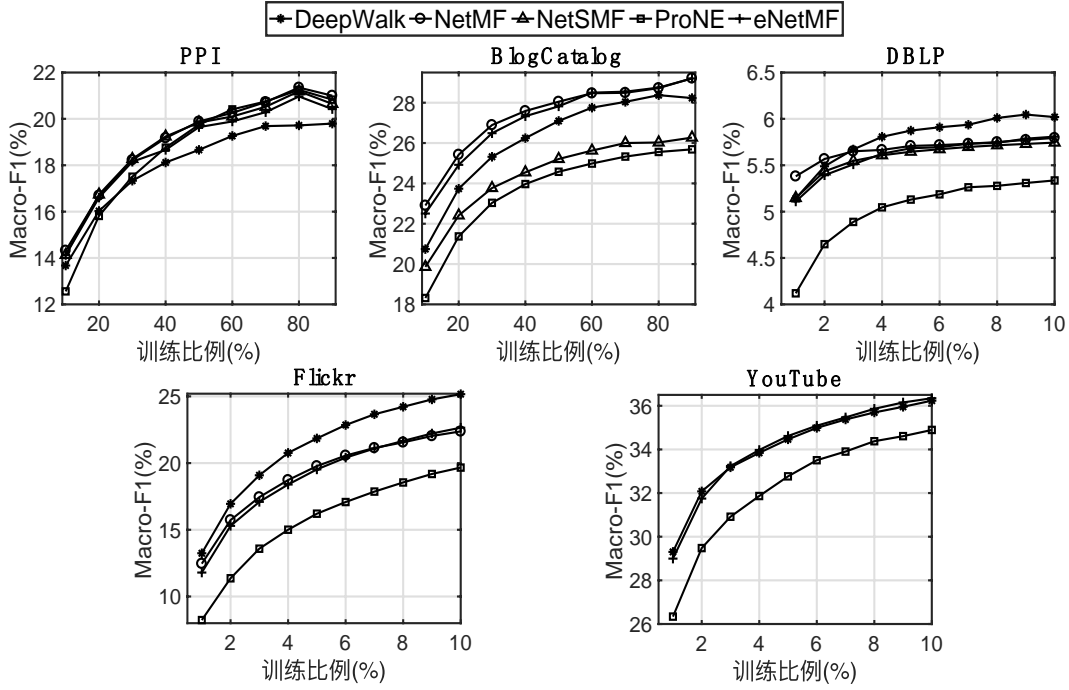 DeepWalk NetMF NetSMF ProNE eNetMF
PPI
Macro-F1(%)
22
20
18
16
14
12
20 40 60 80
训练比例(%)
BlogCatalog
Macro-F1(%)
28
26
24
22
20
18
20 40 60 80
训练比例(%)
DBLP
Macro-F1(%)
6.5
6
5.5
5
4.5
4
2 4 6 8 10
训练比例(%)
Flickr
Macro-F1(%)
25
20
15
10
2 4 6 8 10
训练比例(%)
YouTube
Macro-F1(%)
36
34
32
30
28
26
2 4 6 8 10
训练比例(%)